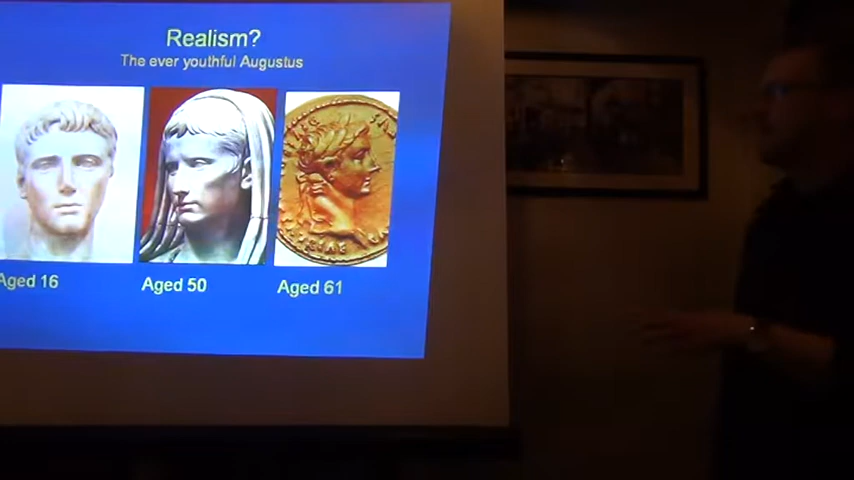 Realism?
The ever youthful Augustus
Aged 16
Aged 50
Aged 61